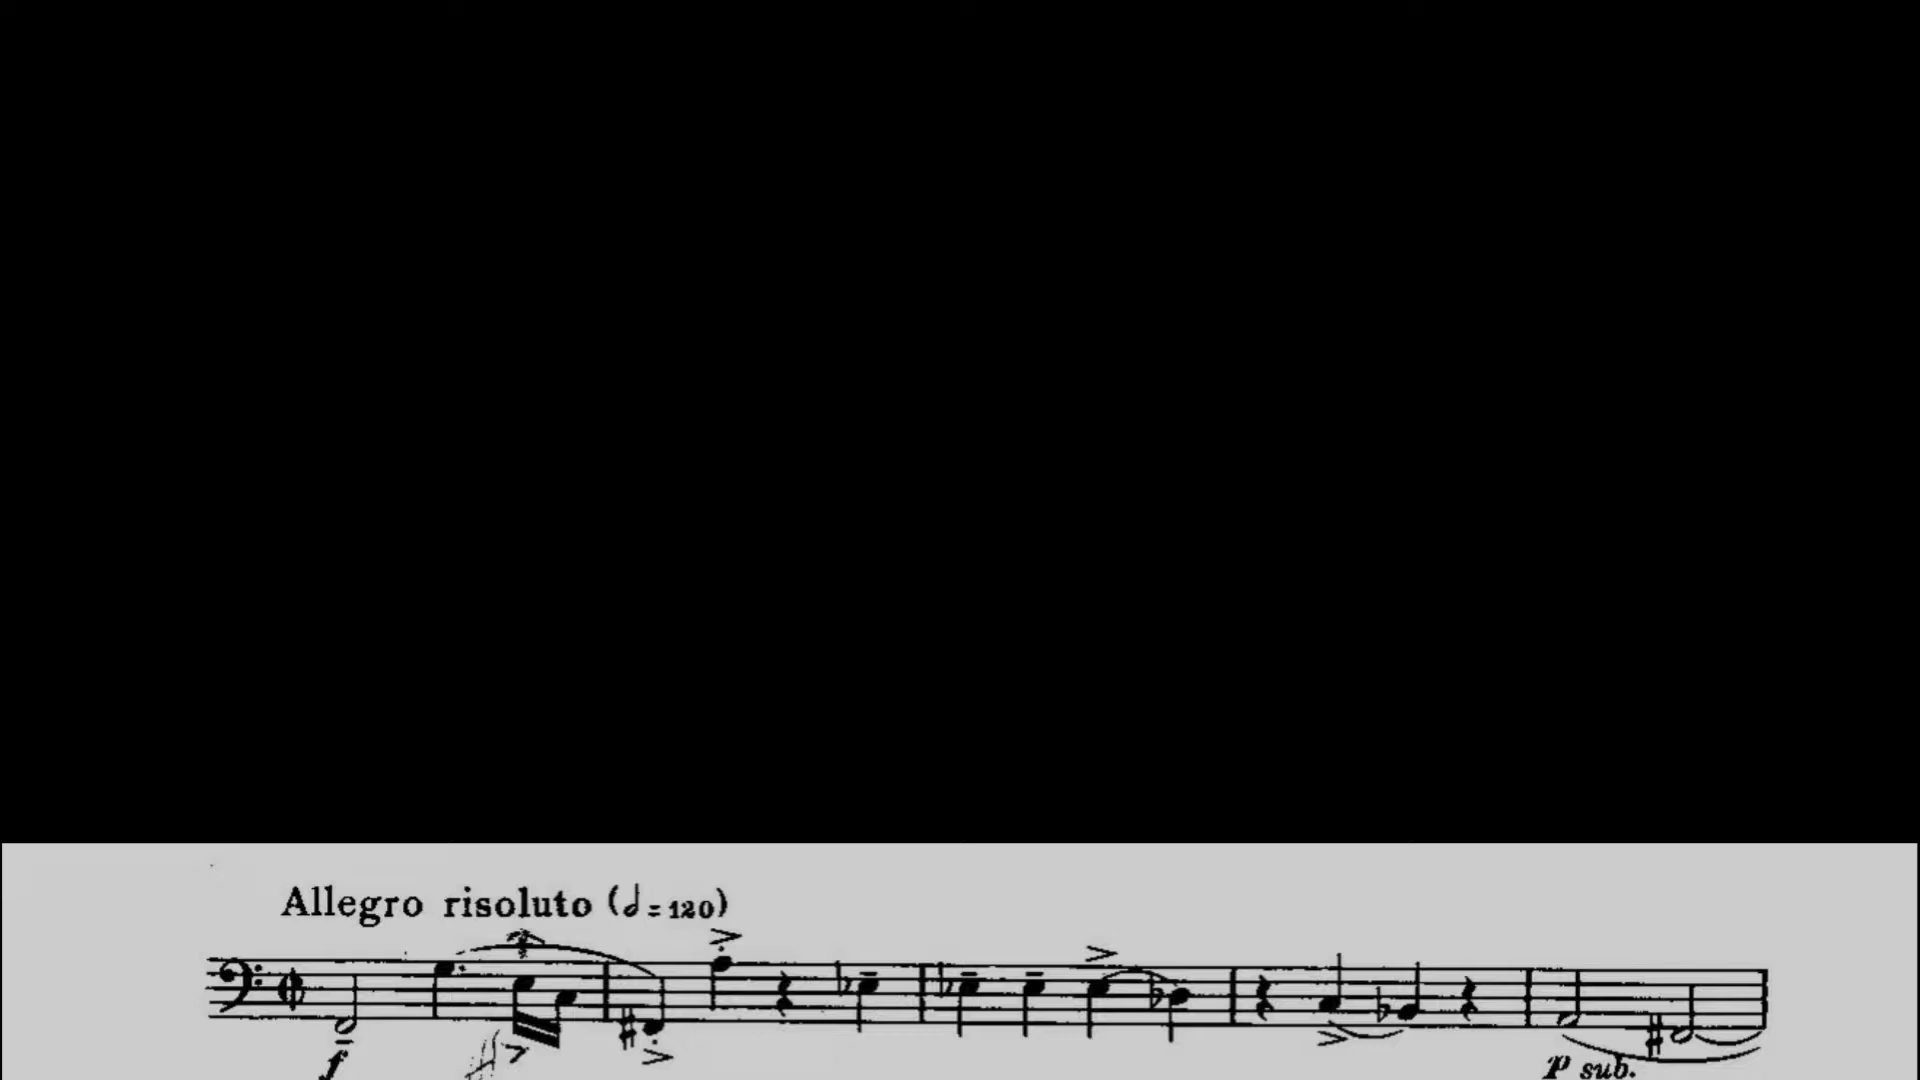 Allegro risoluto (𝅗𝅥 = 120)
f
p sub.